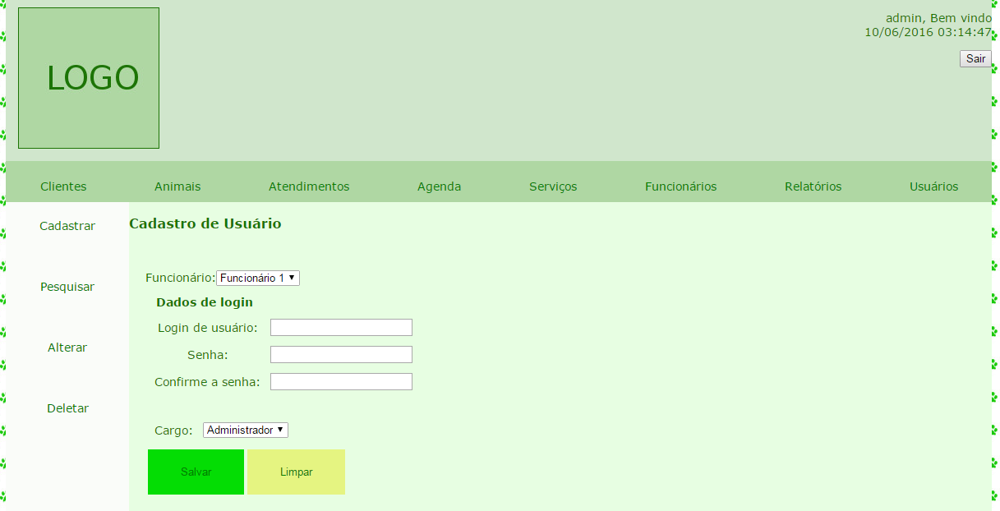 LOGO
admin, Bem vindo
10/06/2016 03:14:47
Sair
Clientes Animais Atendimentos Agenda Serviços Funcionários Relatórios Usuários
Cadastrar
Pesquisar
Alterar
Deletar
Cadastro de Usuário
Funcionário: Funcionário 1
Dados de login
Login de usuário:
Senha:
Confirme a senha:
Cargo: Administrador
Salvar Limpar